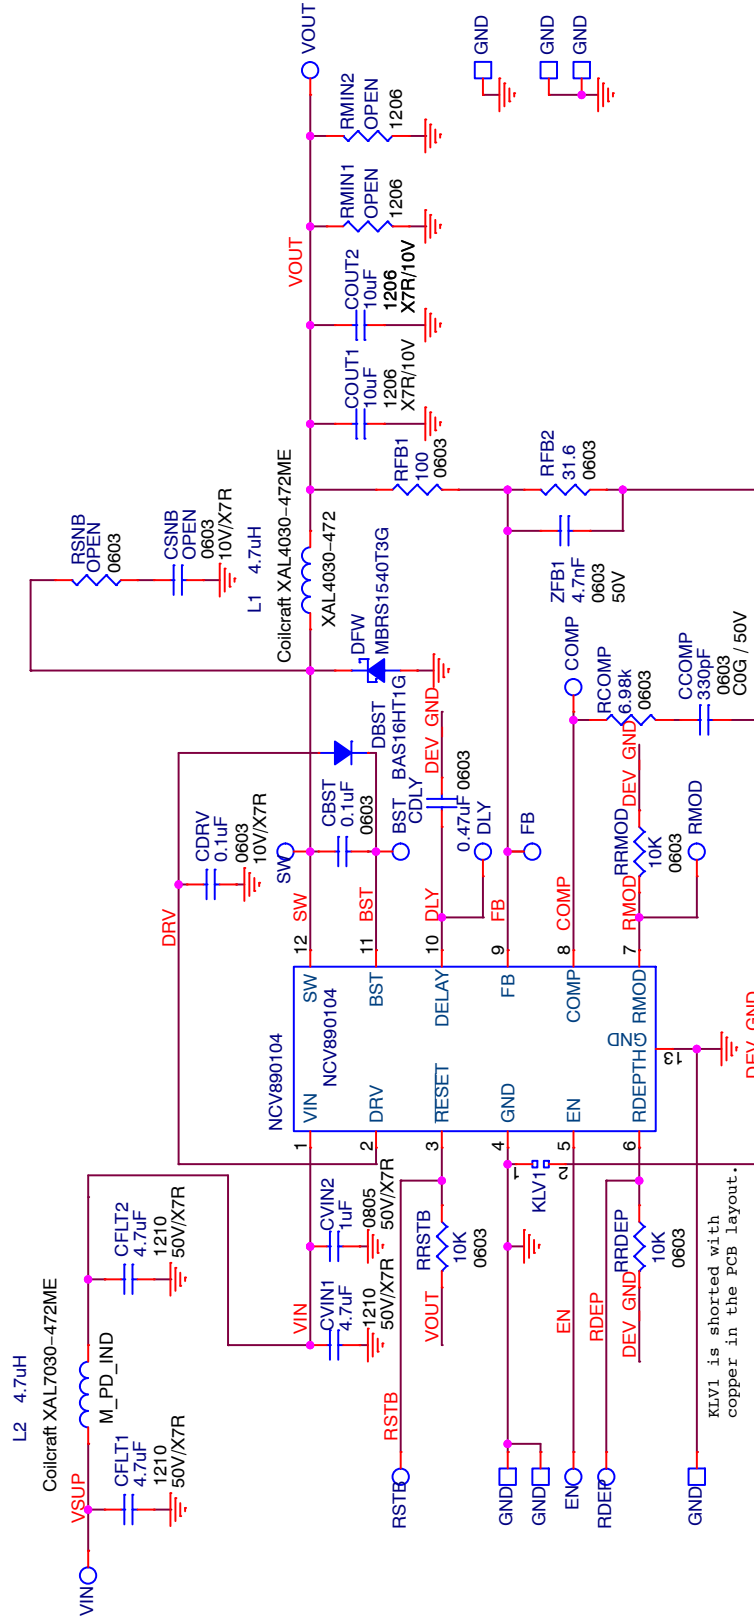 L2 4.7uH
Coilcraft XAL7030-472ME
M_PD_IND
VIN
VSUP
CFLT1
4.7uF
1210
50V/X7R
CFLT2
4.7uF
1210
50V/X7R
VIN
CVIN1
4.7uF
1210
50V/X7R
CVIN2
1uF
0805
50V/X7R
DRV
CDRV
0.1uF
0603
10V/X7R
RSNB
OPEN
0603
CSNB
OPEN
0603
10V/X7R
L1 4.7uH
Coilcraft XAL4030-472ME
XAL4030-472
NCV890104
NCV890104
1
VIN
2
DRV
3
RESET
4
GND
5
EN
6
RDEPTH
12
SW
11
BST
10
DELAY
9
FB
8
COMP
7
RMOD
GND
13
SW
SW
BST
CBST
0.1uF
0603
BST
DBST
BAS16HT1G
DFW
MBRS1540T3G
DLY
CDLY
0.47uF
0603
DEV_GND
DLY
FB
FB
COMP
COMP
RCOMP
6.98k
0603
CCOMP
330pF
0603
C0G / 50V
RMOD
RRMOD
10K
0603
DEV_GND
RMOD
RFB1
100
0603
RFB2
31.6
0603
ZFB1
4.7nF
0603
50V
VOUT
COUT1
10uF
1206
X7R/10V
COUT2
10uF
1206
X7R/10V
RMIN1
OPEN
1206
RMIN2
OPEN
1206
VOUT
GND
GND
GND
RSTB
RSTB
RRSTB
10K
0603
VOUT
GND
GND
EN
EN
RDEP
RDEP
RRDEP
10K
0603
DEV_GND
GND
1
KLV1
2
KLV1 is shorted with
copper in the PCB layout.
DEV_GND